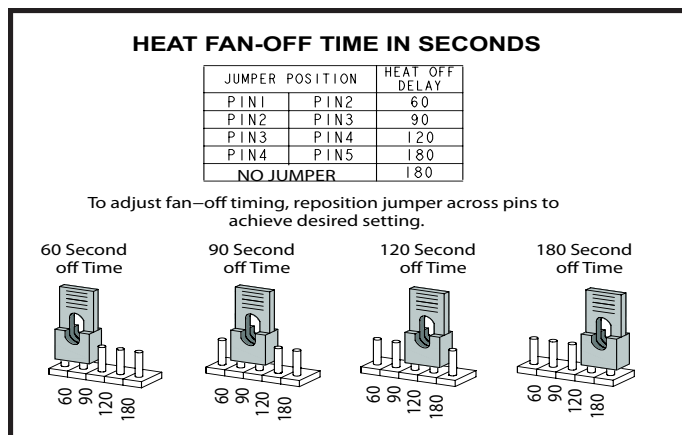 HEAT FAN-OFF TIME IN SECONDS
JUMPER POSITION HEAT OFF DELAY
PIN1 PIN2 60
PIN2 PIN3 90
PIN3 PIN4 120
PIN4 PIN5 180
NO JUMPER 180
To adjust fan–off timing, reposition jumper across pins to
achieve desired setting.
60 Second
off Time
90 Second
off Time
120 Second
off Time
180 Second
off Time
60 90 120 180
60 90 120 180
60 90 120 180
60 90 120 180